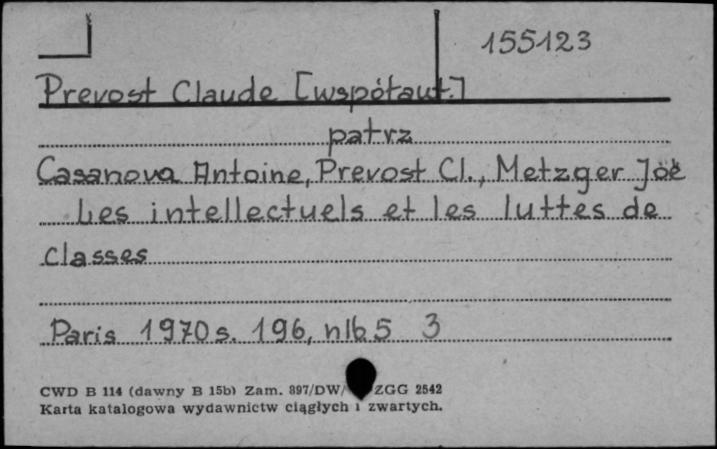 155123
Prevost Claude [współaut.]
patrz
Casanova Antoine, Prevost Cl., Metzger Joë
Les intellectuels et les luttes de
classes
Paris 1970 s. 196, nlb 5 3
CWD B 114 (dawny B 15b) Zam. 897/DW/ ZGG 2542
Karta katalogowa wydawnictw ciągłych i zwartych.